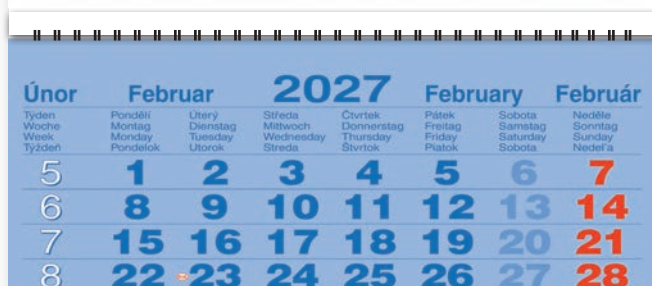 Únor Februar 2027 February Február
Týden Pondělí Úterý Středa Čtvrtek Pátek Sobota Neděle
Woche Montag Dienstag Mittwoch Donnerstag Freitag Samstag Sonntag
Week Monday Tuesday Wednesday Thursday Friday Saturday Sunday
Týždeň Pondelok Utorok Streda Štvrtok Piatok Sobota Nedeľa
5 1 2 3 4 5 6 7
6 8 9 10 11 12 13 14
7 15 16 17 18 19 20 21
8 22 23 24 25 26 27 28